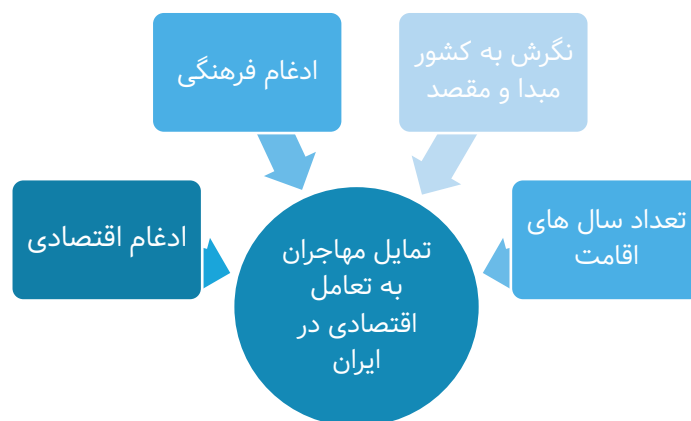 نگرش به کشور
مبدا و مقصد
ادغام فرهنگی
تعداد سال های
اقامت
ادغام اقتصادی
تمایل مهاجران
به تعامل
اقتصادی در
ایران